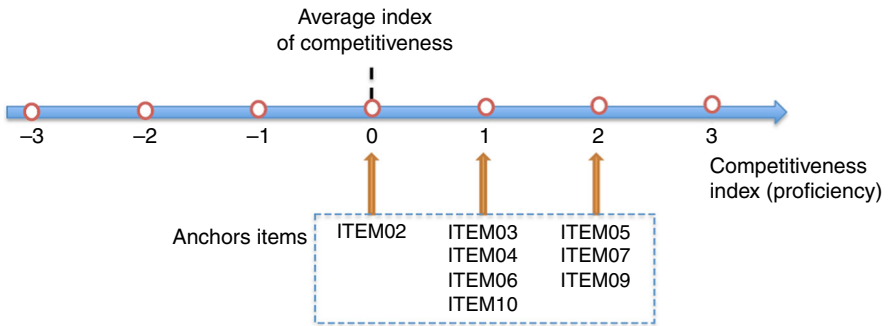 Average index
of competitiveness
–3 –2 –1 0 1 2 3
Competitiveness
index (proficiency)
Anchors items
ITEM02 ITEM03 ITEM05
ITEM04 ITEM07
ITEM06 ITEM09
ITEM10